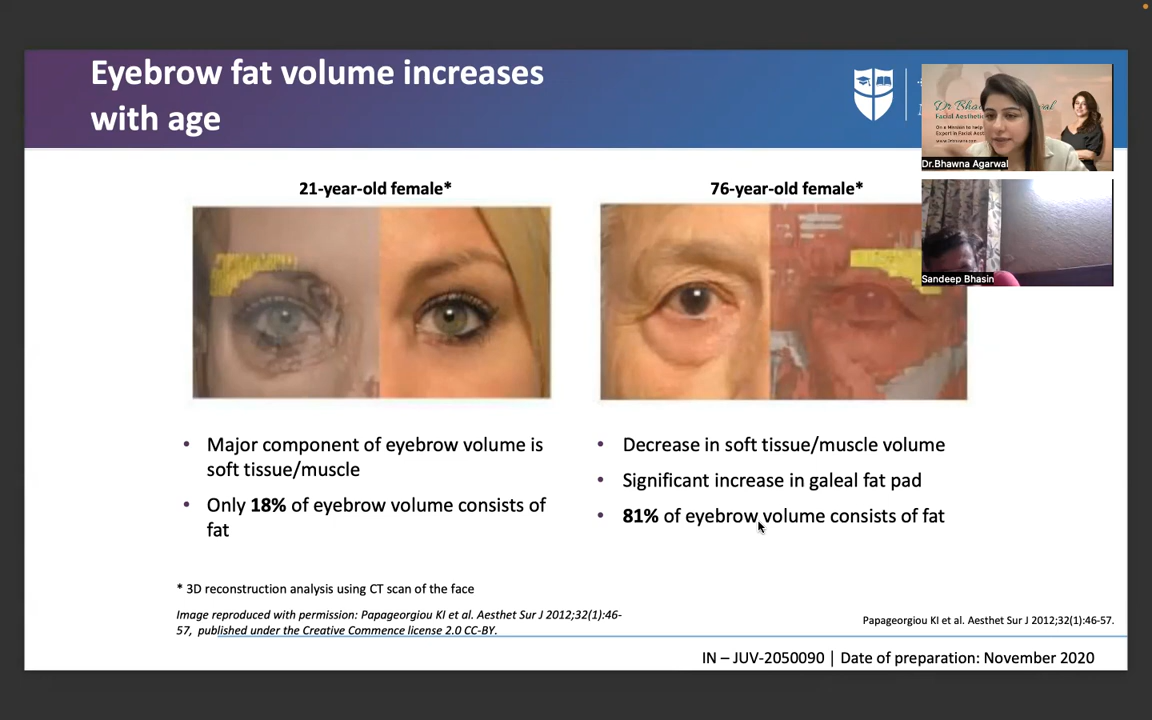 Eyebrow fat volume increases
with age
Dr Bha
Facial Aesthe
Dr.Bhawna Agarwal
Sandeep Bhasin
21-year-old female*
76-year-old female*
• Major component of eyebrow volume is
soft tissue/muscle
• Only 18% of eyebrow volume consists of
fat
• Decrease in soft tissue/muscle volume
• Significant increase in galeal fat pad
• 81% of eyebrow volume consists of fat
* 3D reconstruction analysis using CT scan of the face
Image reproduced with permission: Papageorgiou KI et al. Aesthet Sur J 2012;32(1):46-
57, published under the Creative Commence license 2.0 CC-BY.
Papageorgiou KI et al. Aesthet Sur J 2012;32(1):46-57.
IN – JUV-2050090 | Date of preparation: November 2020